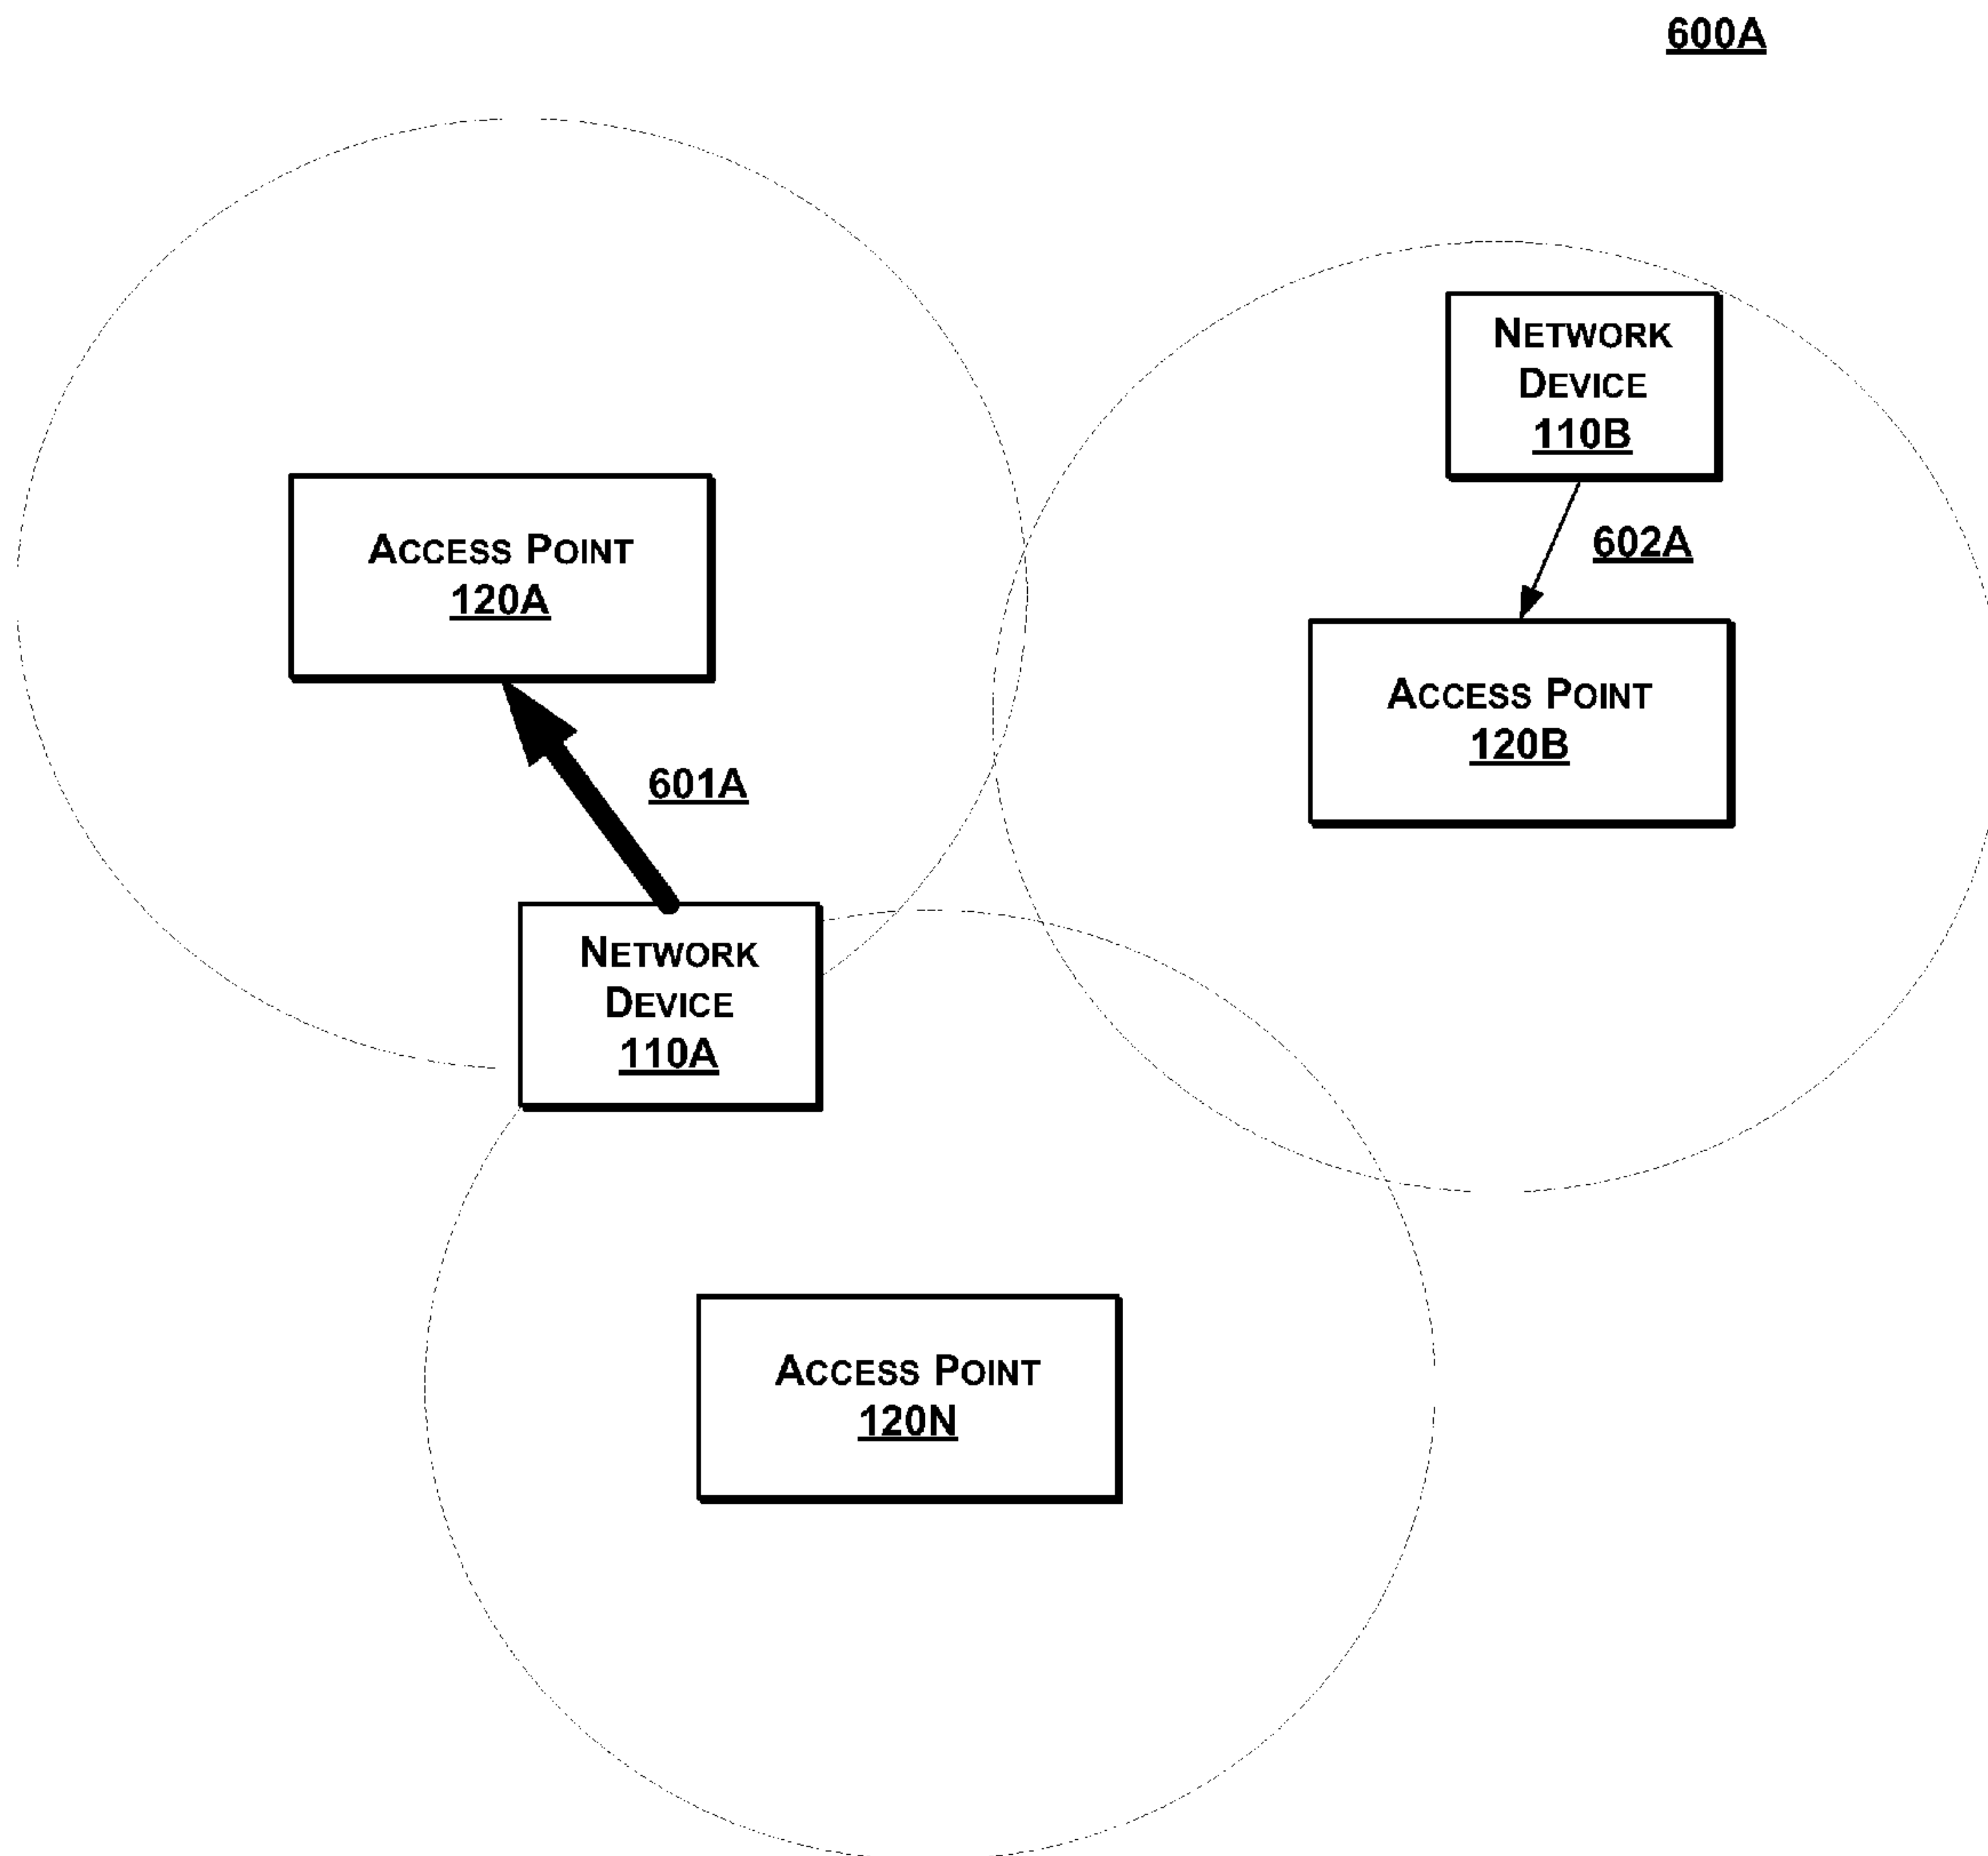 600A
NETWORK
DEVICE
110B
ACCESS POINT
120A
602A
ACCESS POINT
120B
601A
NETWORK
DEVICE
110A
ACCESS POINT
120N